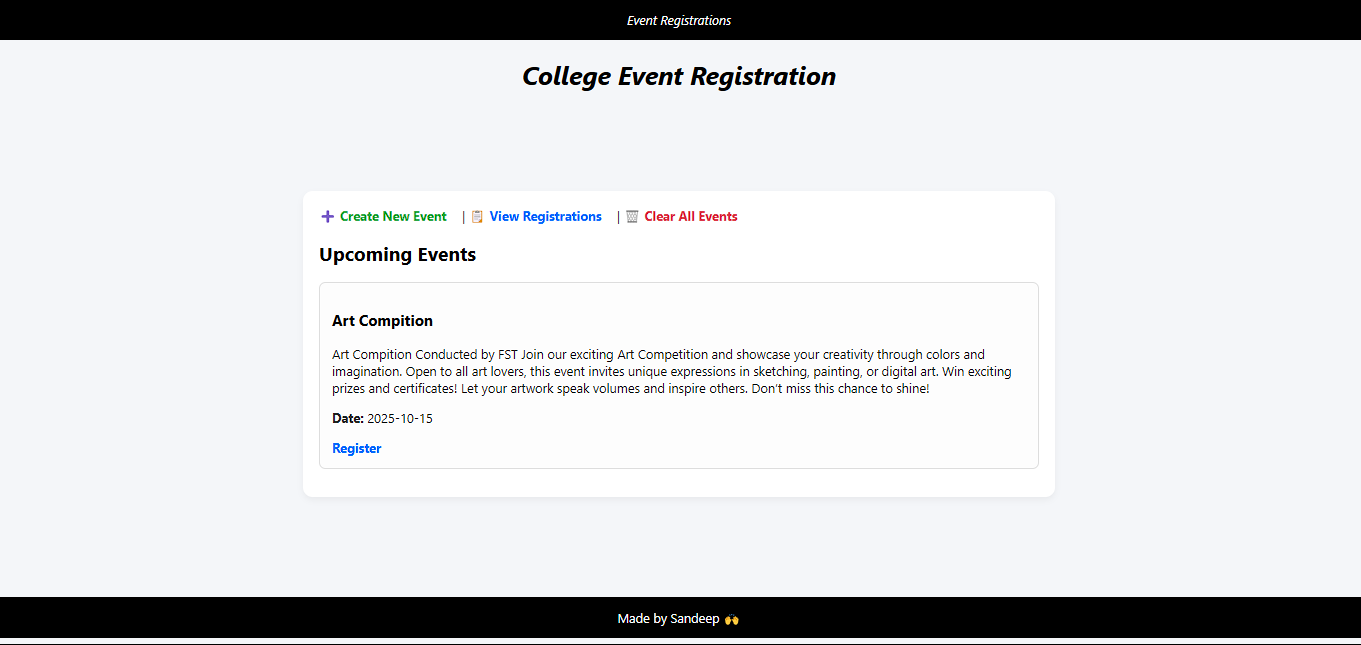 Event Registrations
College Event Registration
➕ Create New Event | 📋 View Registrations | 🗑 Clear All Events
Upcoming Events
Art Compition
Art Compition Conducted by FST Join our exciting Art Competition and showcase your creativity through colors and
imagination. Open to all art lovers, this event invites unique expressions in sketching, painting, or digital art. Win exciting
prizes and certificates! Let your artwork speak volumes and inspire others. Don't miss this chance to shine!
Date: 2025-10-15
Register
Made by Sandeep 🙌